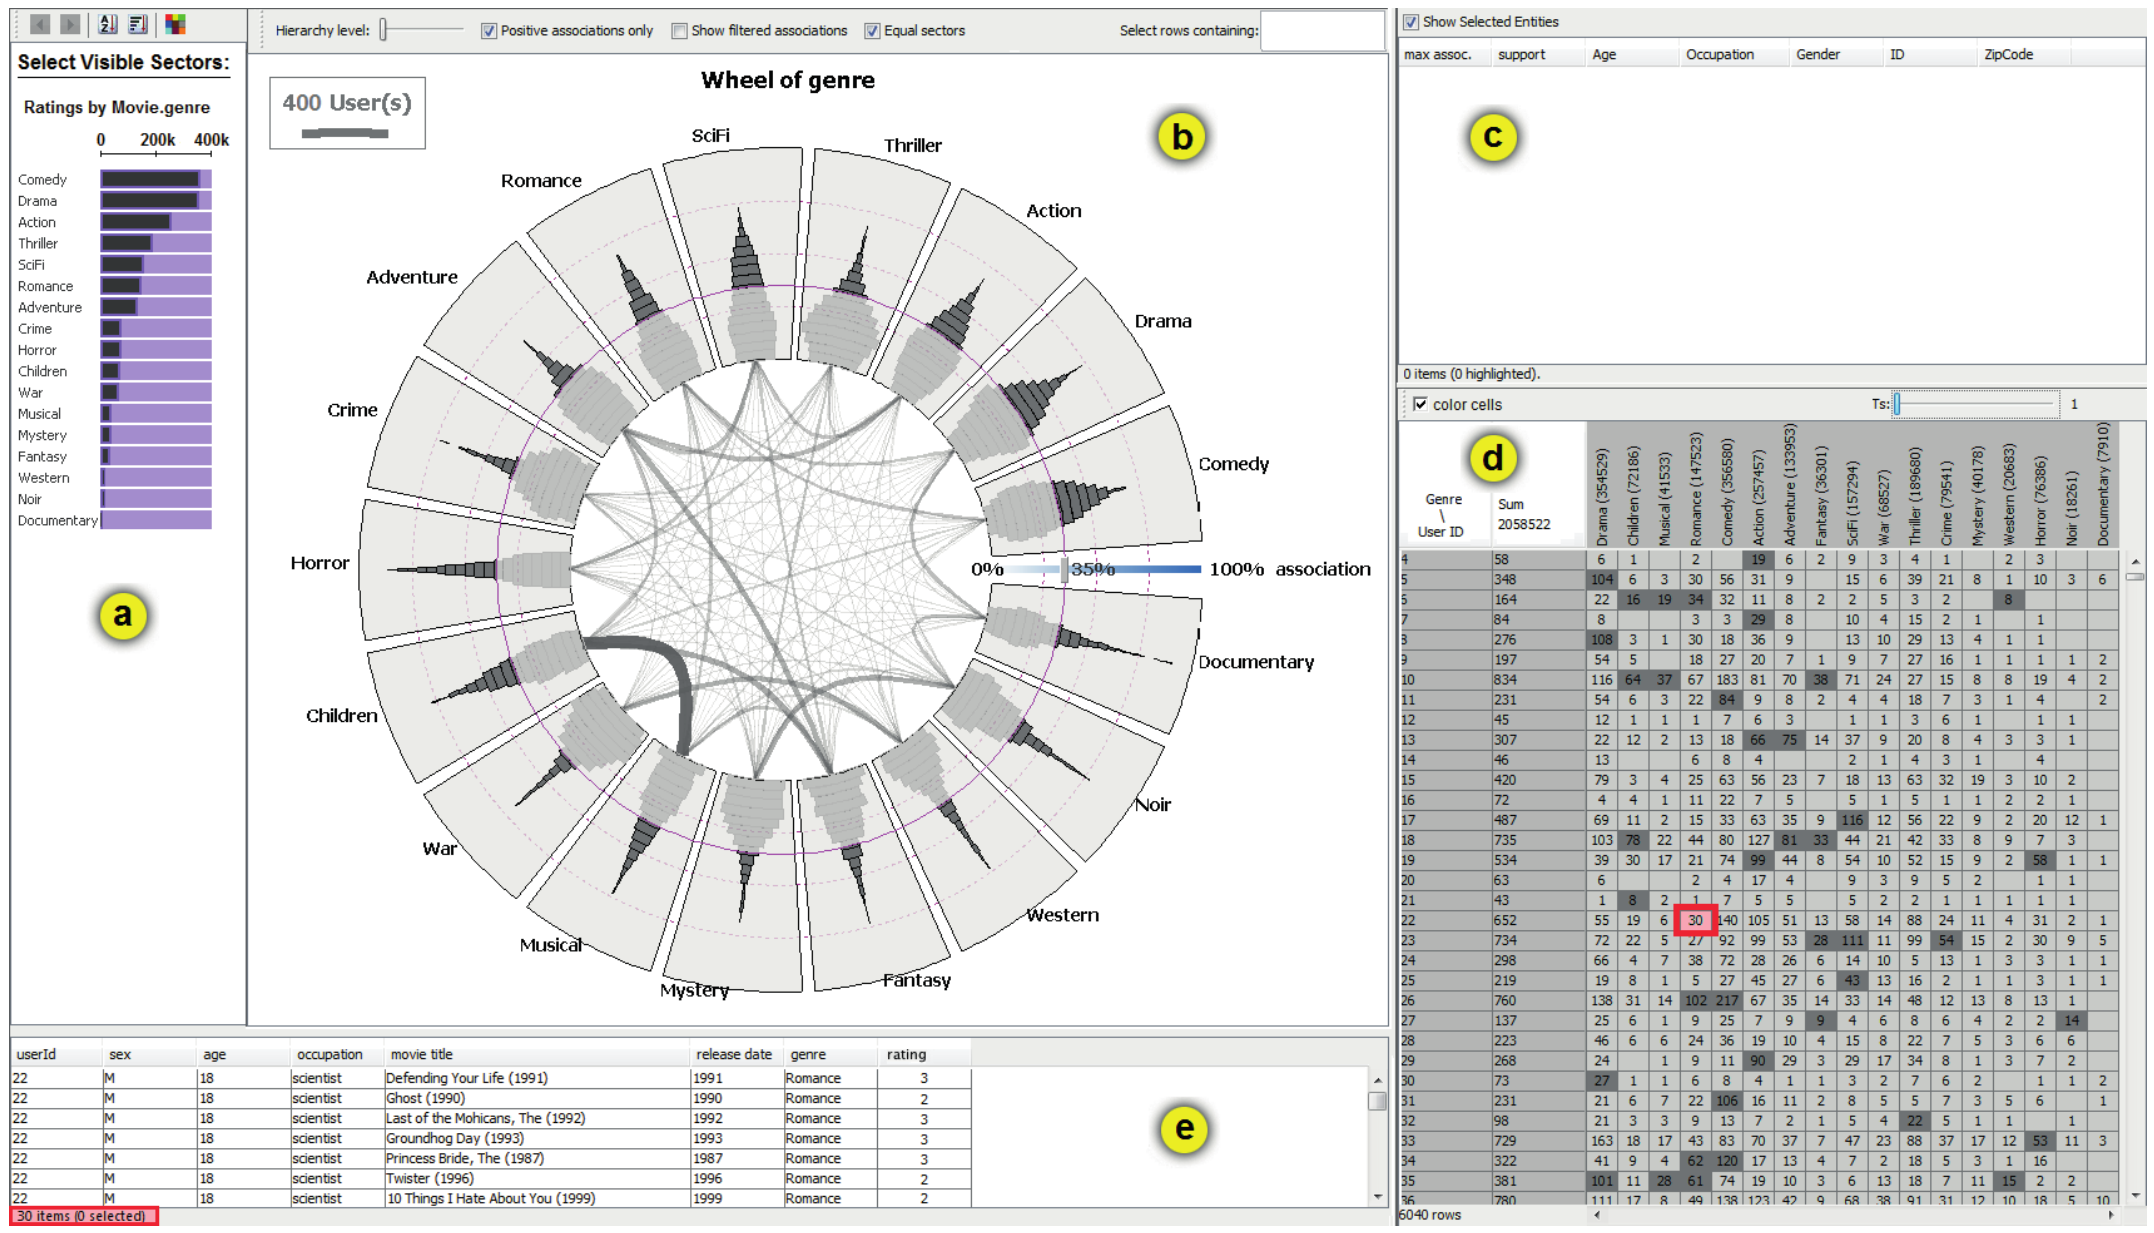 Select Visible Sectors:
Ratings by Movie.genre
0 200k 400k
Comedy
Drama
Action
Thriller
SciFi
Romance
Adventure
Crime
Horror
Children
War
Musical
Mystery
Fantasy
Western
Noir
Documentary
a
Hierarchy level: Positive associations only Show filtered associations Equal sectors Select rows containing:
Wheel of genre
400 User(s)
b
SciFi
Thriller
Romance
Action
Adventure
Drama
Crime
Comedy
Horror
0% 35% 100% association
Documentary
Children
Noir
War
Western
Musical
Fantasy
Mystery
Show Selected Entities
max assoc. support Age Occupation Gender ID ZipCode
c
0 items (0 highlighted).
color cells Ts: 1
d
Genre
\
User ID
Sum
2058522
Drama (354529)
Children (72186)
Musical (41533)
Romance (147523)
Comedy (356580)
Action (257457)
Adventure (133953)
Fantasy (36301)
SciFi (157294)
War (68527)
Thriller (189680)
Crime (79541)
Mystery (40178)
Western (20683)
Horror (76386)
Noir (18261)
Documentary (7910)
4 58 6 1 2 19 6 2 9 3 4 1 2 3
5 348 104 6 3 30 56 31 9 15 6 39 21 8 1 10 3 6
6 164 22 16 19 34 32 11 8 2 2 5 3 2 8
7 84 8 3 3 29 8 10 4 15 2 1 1
8 276 108 3 1 30 18 36 9 13 10 29 13 4 1 1
9 197 54 5 18 27 20 7 1 9 7 27 16 1 1 1 1 2
10 834 116 64 37 67 183 81 70 38 71 24 27 15 8 8 19 4 2
11 231 54 6 3 22 84 9 8 2 4 4 18 7 3 1 4 2
12 45 12 1 1 1 7 6 3 1 1 3 6 1 1 1
13 307 22 12 2 13 18 66 75 14 37 9 20 8 4 3 3 1
14 46 13 6 8 4 2 1 4 3 1 4
15 420 79 3 4 25 63 56 23 7 18 13 63 32 19 3 10 2
16 72 4 4 1 11 22 7 5 5 1 5 1 1 2 2 1
17 487 69 11 2 15 33 63 35 9 116 12 56 22 9 2 20 12 1
18 735 103 78 22 44 80 127 81 33 44 21 42 33 8 9 7 3
19 534 39 30 17 21 74 99 44 8 54 10 52 15 9 2 58 1 1
20 63 6 2 4 17 4 9 3 9 5 2 1 1
21 43 1 8 2 1 7 5 5 5 2 2 1 1 1 1 1
22 652 55 19 6 30 140 105 51 13 58 14 88 24 11 4 31 2 1
23 734 72 22 5 27 92 99 53 28 111 11 99 54 15 2 30 9 5
24 298 66 4 7 38 72 28 26 6 14 10 5 13 1 3 3 1 1
25 219 19 8 1 5 27 45 27 6 43 13 16 2 1 1 3 1 1
26 760 138 31 14 102 217 67 35 14 33 14 48 12 13 8 13 1
27 137 25 6 1 9 25 7 9 9 4 6 8 6 4 2 2 14
28 223 46 6 6 24 36 19 10 4 15 8 22 7 5 3 6 6
29 268 24 1 9 11 90 29 3 29 17 34 8 1 3 7 2
30 73 27 1 1 6 8 4 1 1 3 2 7 6 2 1 1 2
31 231 21 6 7 22 106 16 11 2 8 5 5 7 3 5 6 1
32 98 21 3 3 9 13 7 2 1 5 4 22 5 1 1 1
33 729 163 18 17 43 83 70 37 7 47 23 88 37 17 12 53 11 3
34 322 41 9 4 62 120 17 13 4 7 2 18 5 3 1 16
35 381 101 11 28 61 74 19 10 3 6 13 18 7 11 15 2 2
36 780 111 17 8 49 138 123 42 9 68 38 91 31 12 10 18 5 10
6040 rows
userId sex age occupation movie title release date genre rating
22 M 18 scientist Defending Your Life (1991) 1991 Romance 3
22 M 18 scientist Ghost (1990) 1990 Romance 2
22 M 18 scientist Last of the Mohicans, The (1992) 1992 Romance 3
22 M 18 scientist Groundhog Day (1993) 1993 Romance 3
22 M 18 scientist Princess Bride, The (1987) 1987 Romance 3
22 M 18 scientist Twister (1996) 1996 Romance 2
22 M 18 scientist 10 Things I Hate About You (1999) 1999 Romance 2
e
30 items (0 selected)